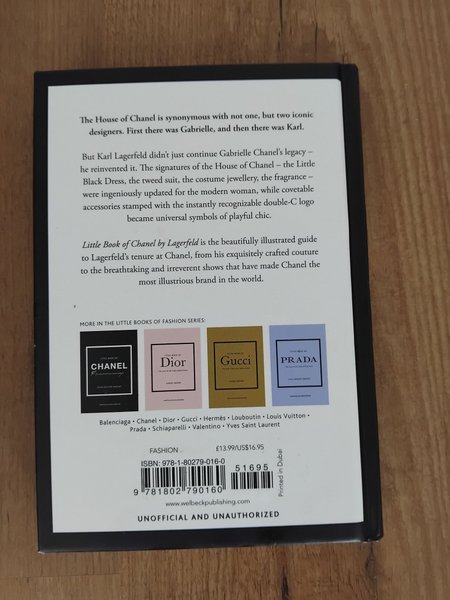 The House of Chanel is synonymous with not one, but two iconic
designers. First there was Gabrielle, and then there was Karl.
But Karl Lagerfeld didn't just continue Gabrielle Chanel's legacy –
he reinvented it. The signatures of the House of Chanel – the Little
Black Dress, the tweed suit, the costume jewellery, the fragrance –
were ingeniously updated for the modern woman, while covetable
accessories stamped with the instantly recognizable double-C logo
became universal symbols of playful chic.
Little Book of Chanel by Lagerfeld is the beautifully illustrated guide
to Lagerfeld's tenure at Chanel, from his exquisitely crafted couture
to the breathtaking and irreverent shows that have made Chanel the
most illustrious brand in the world.
MORE IN THE LITTLE BOOKS OF FASHION SERIES:
CHANEL
Dior
Gucci
PRADA
Balenciaga • Chanel • Dior • Gucci • Hermès • Louboutin • Louis Vuitton •
Prada • Schiaparelli • Valentino • Yves Saint Laurent
FASHION
£13.99/US$16.95
ISBN: 978-1-80279-016-0
51695
9 781802 790160
Printed in Dubai
www.welbeckpublishing.com
UNOFFICIAL AND UNAUTHORIZED